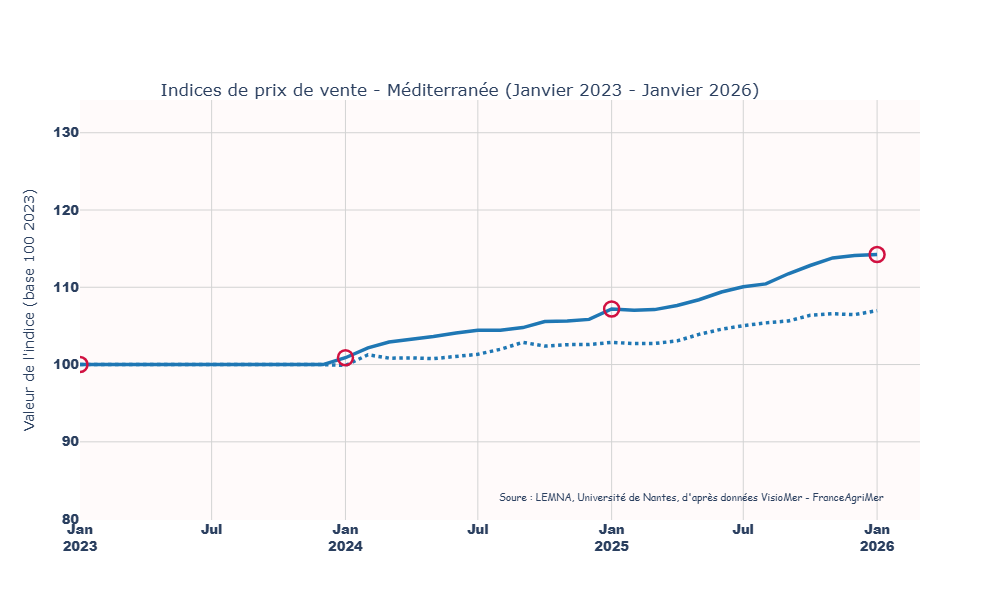 Indices de prix de vente - Méditerranée (Janvier 2023 - Janvier 2026)
Valeur de l'indice (base 100 2023)
130
120
110
100
90
80
Soure : LEMNA, Université de Nantes, d'après données VisioMer - FranceAgriMer
Jan Jul Jan Jul Jan Jul Jan
2023 2024 2025 2026